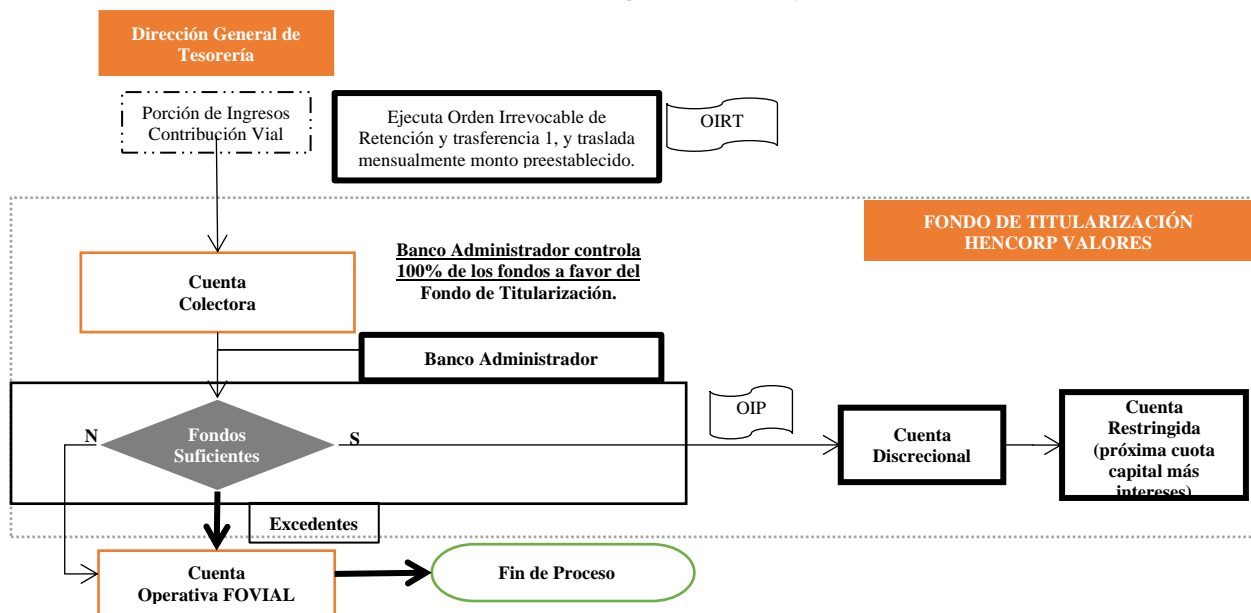 Dirección General de
Tesorería
Porción de Ingresos
Contribución Vial
Ejecuta Orden Irrevocable de
Retención y trasferencia 1, y traslada
mensualmente monto preestablecido.
OIRT
FONDO DE TITULARIZACIÓN
HENCORP VALORES
Banco Administrador controla
100% de los fondos a favor del
Fondo de Titularización.
Cuenta
Colectora
Banco Administrador
N
Fondos
Suficientes
S
OIP
Cuenta
Discrecional
Cuenta
Restringida
(próxima cuota
capital más
intereses)
Excedentes
Cuenta
Operativa FOVIAL
Fin de Proceso